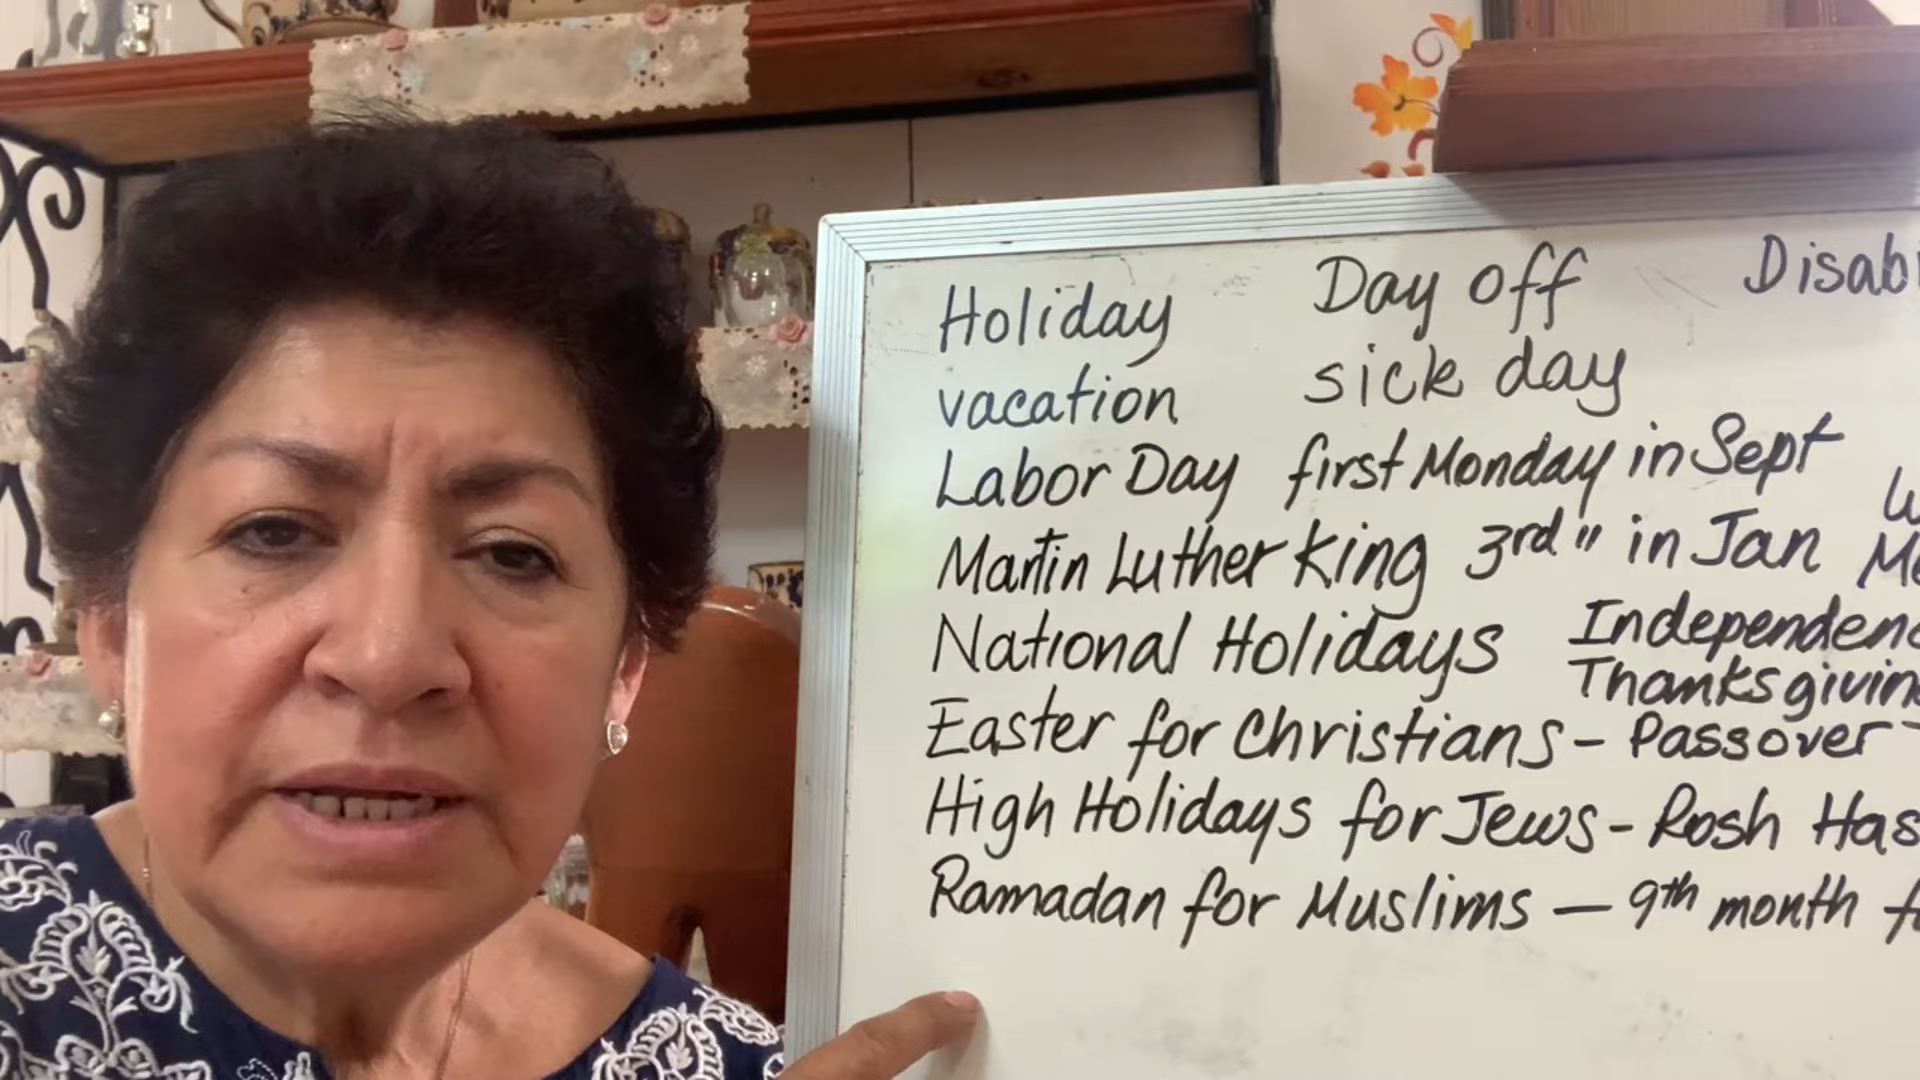 Holiday Day off
vacation sick day
Labor Day first Monday in Sept
Martin Luther King 3rd " in Jan
National Holidays
Easter for Christians - Passover
High Holidays for Jews - Rosh
Ramadan for Muslims — 9th month